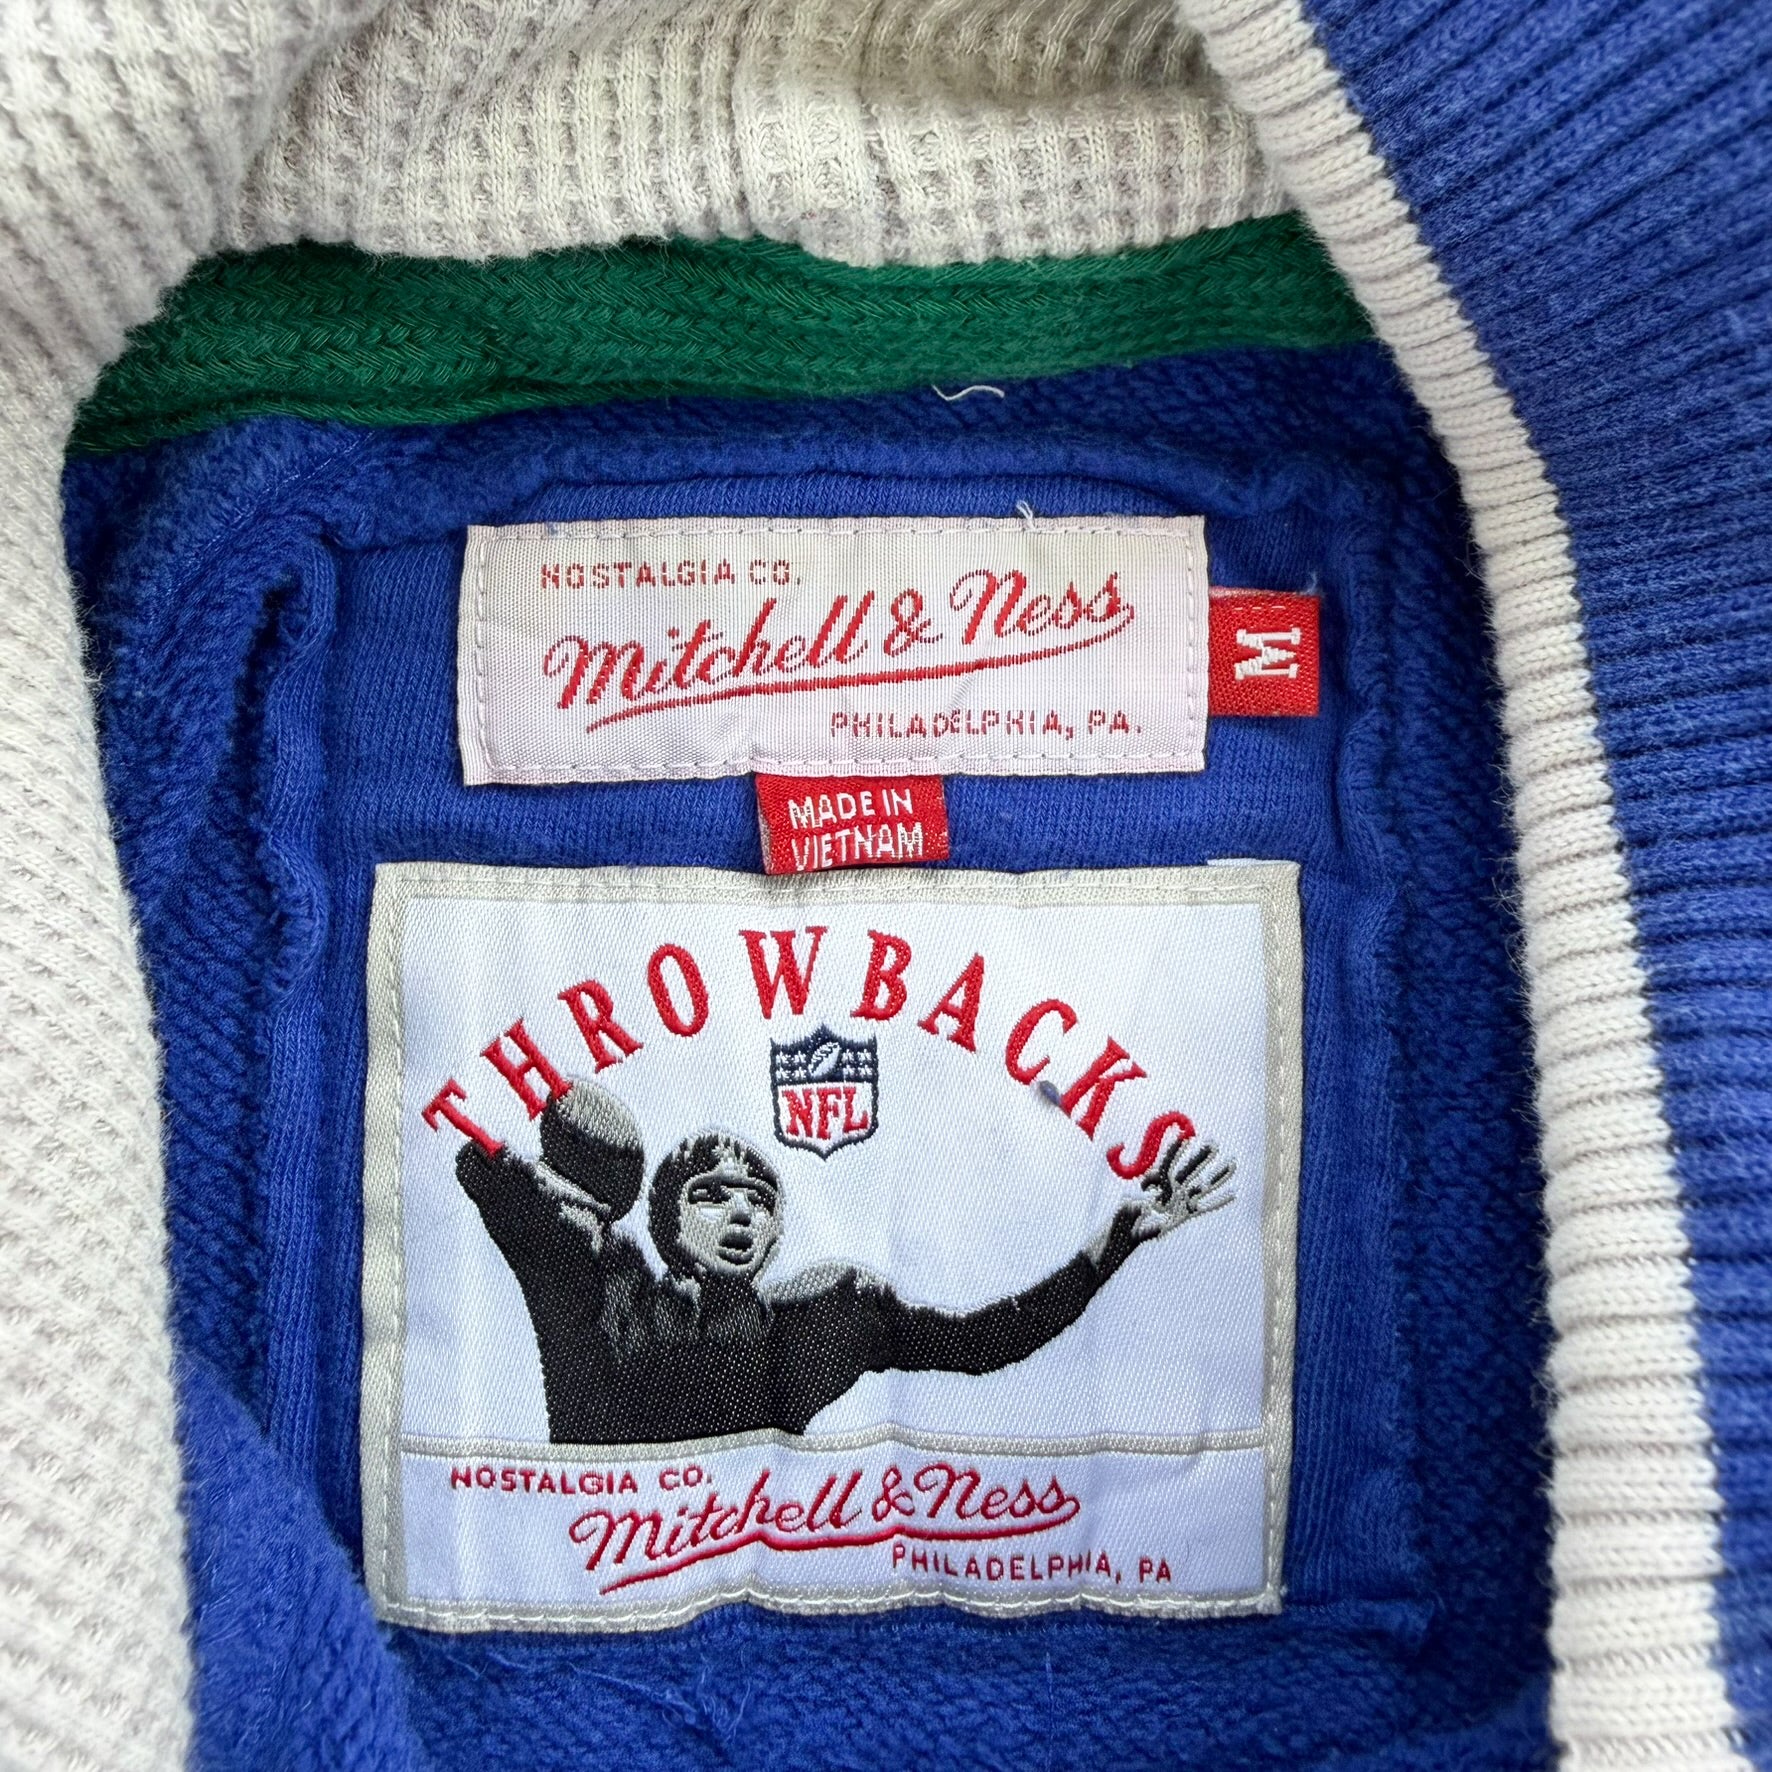 NOSTALGIA CO.
Mitchell & Ness
PHILADELPHIA, PA.
M
MADE IN
VIETNAM
THROWBACKS
NFL
NOSTALGIA CO.
Mitchell & Ness
PHILADELPHIA, PA